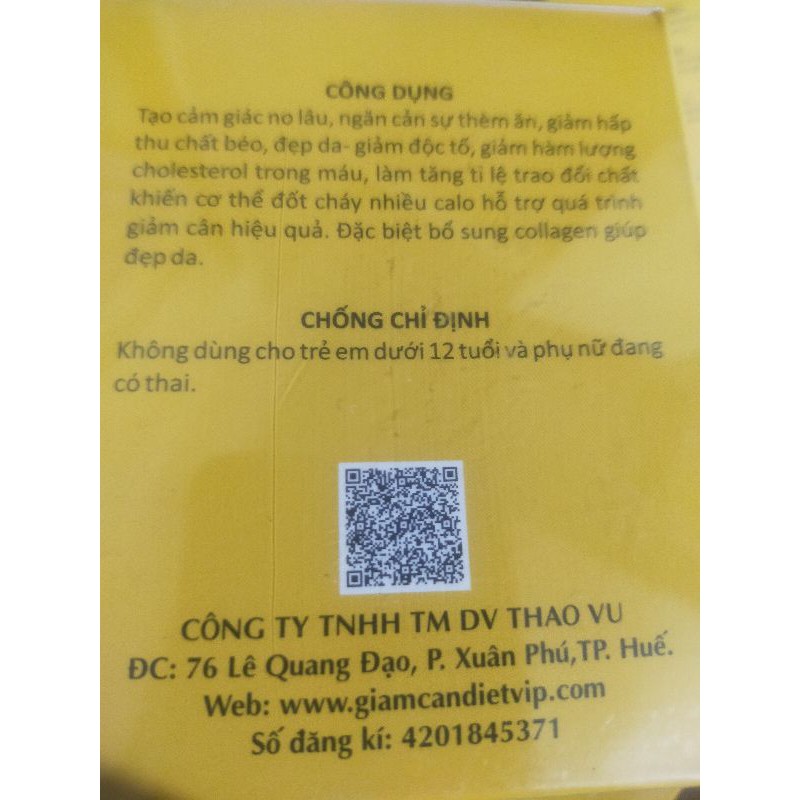 CÔNG DỤNG
Tạo cảm giác no lâu, ngăn cản sự thèm ăn, giảm hấp
thu chất béo, đẹp da- giảm độc tố, giảm hàm lượng
cholesterol trong máu, làm tăng tỉ lệ trao đổi chất
khiến cơ thể đốt cháy nhiều calo hỗ trợ quá trình
giảm cân hiệu quả. Đặc biệt bổ sung collagen giúp
đẹp da.
CHỐNG CHỈ ĐỊNH
Không dùng cho trẻ em dưới 12 tuổi và phụ nữ đang
có thai.
CÔNG TY TNHH TM DV THAO VU
ĐC: 76 Lê Quang Đạo, P. Xuân Phú,TP. Huế.
Web: www.giamcandietvip.com
Số đăng kí: 4201845371